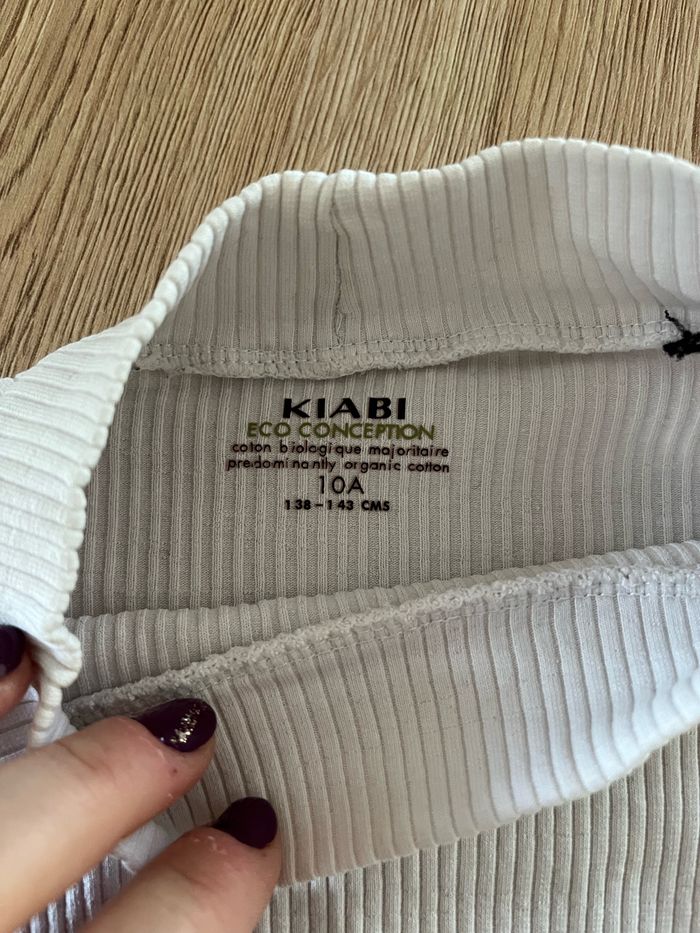 KIABI
ECO CONCEPTION
coton biologique majoritaire
predominantly organic cotton
10A
138-143 CMS